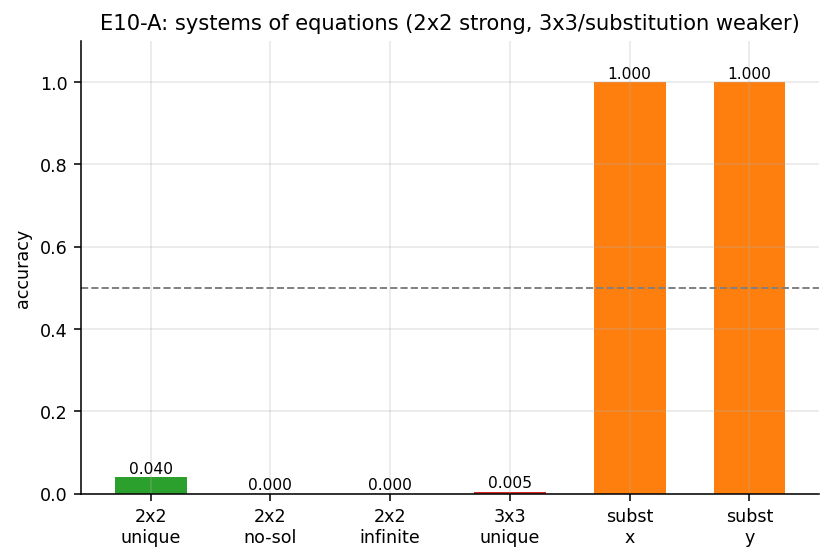 E10-A: systems of equations (2x2 strong, 3x3/substitution weaker)
accuracy
1.0
0.8
0.6
0.4
0.2
0.0
0.040
0.000
0.000
0.005
1.000
1.000
2x2
unique
2x2
no-sol
2x2
infinite
3x3
unique
subst
x
subst
y